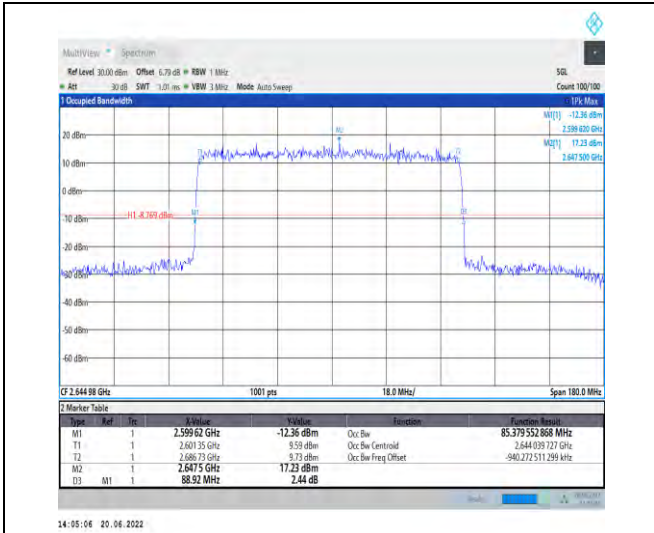 MultiView Spectrum
Ref Level 30.00 dBm Offset 6.79 dB RBW 1 MHz SGL
Att 30 dB SWT 1.01 ms VBW 3 MHz Mode Auto Sweep Count 100/100
1 Occupied Bandwidth 1Pk Max
M1[1] -12.36 dBm
2.599 620 GHz
M2[1] 17.23 dBm
2.647 500 GHz
M2
20 dBm
T1 T2
10 dBm
0 dBm
H1 -8.769 dBm M1 D3
-10 dBm
-20 dBm
-40 dBm
-50 dBm
-60 dBm
CF 2.644 98 GHz 1001 pts 18.0 MHz/ Span 180.0 MHz
2 Marker Table
Type Ref Trc X-Value Y-Value Function Function Result
M1 1 2.599 62 GHz -12.36 dBm Occ Bw 85.379 552 868 MHz
T1 1 2.601 35 GHz 9.59 dBm Occ Bw Centroid 2.644 039 727 GHz
T2 1 2.686 73 GHz 9.73 dBm Occ Bw Freq Offset -940.272 511 299 kHz
M2 1 2.647 5 GHz 17.23 dBm
D3 M1 1 88.92 MHz 2.44 dB
14:05:06 20.06.2022